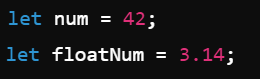 let num = 42;
let floatNum = 3.14;